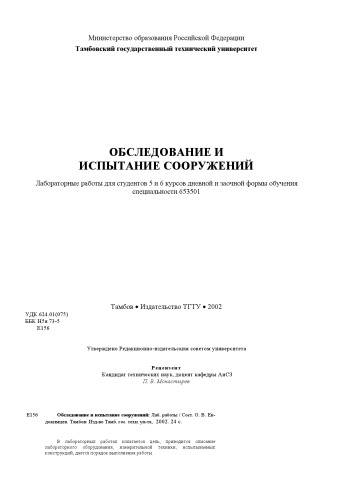 Министерство образования Российской Федерации
Тамбовский государственный технический университет
ОБСЛЕДОВАНИЕ И
ИСПЫТАНИЕ СООРУЖЕНИЙ
Лабораторные работы для студентов 5 и 6 курсов дневной и заочной формы обучения
специальности 653501
Тамбов • Издательство ТГТУ • 2002
УДК 624.01(075)
ББК Н5я 73-5
Е156
Утверждено Редакционно-издательским советом университета
Рецензент
Кандидат технических наук, доцент кафедры АиСЗ
П. В. Монастырев
Е156 Обследование и испытание сооружений: Лаб. работы / Сост. О. В. Ев-
докимцев. Тамбов: Изд-во Тамб. гос. техн. ун-та, 2002. 24 с.
В лабораторных работах излагается цель, приводится описание
лабораторного оборудования, измерительной техники, испытываемых
конструкций, дается порядок выполнения работы.